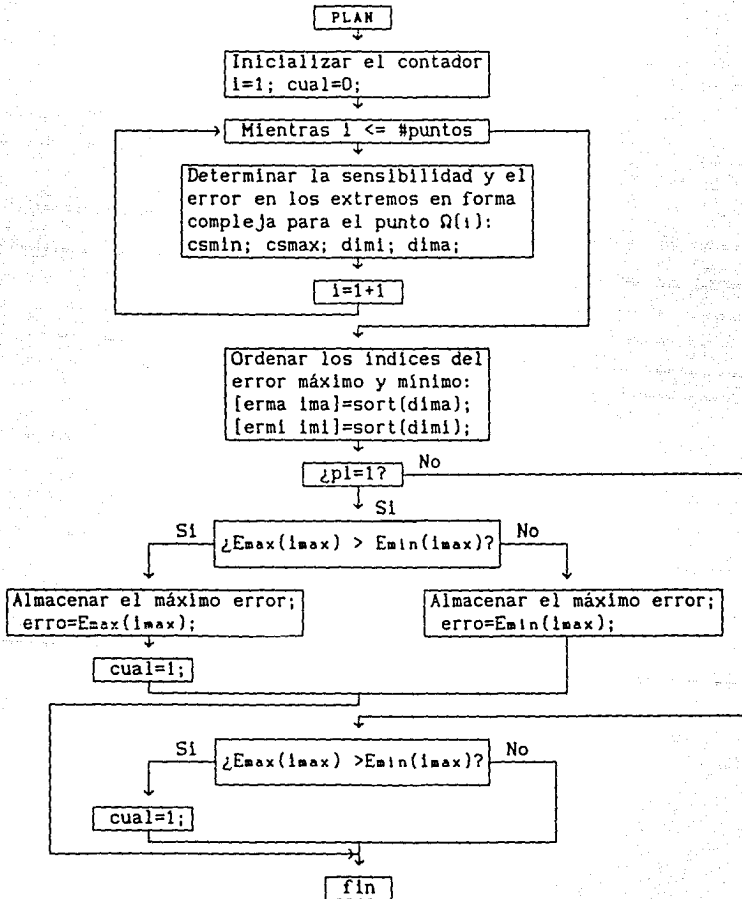 PLAN
Inicializar el contador
i=1; cual=0;
Mientras i <= #puntos
Determinar la sensibilidad y el
error en los extremos en forma
compleja para el punto Ω(i):
csmin; csmax; dimi; dima;
i=i+1
Ordenar los indices del
error máximo y mínimo:
[erma ima]=sort(dima);
[ermi imi]=sort(dimi);
¿pl=1?
No
Si
Si
¿Emax(imax) > Emin(imax)?
No
Almacenar el máximo error;
erro=Emax(imax);
Almacenar el máximo error;
erro=Emin(imax);
cual=1;
Si
¿Emax(imax) >Emin(imax)?
No
cual=1;
fin